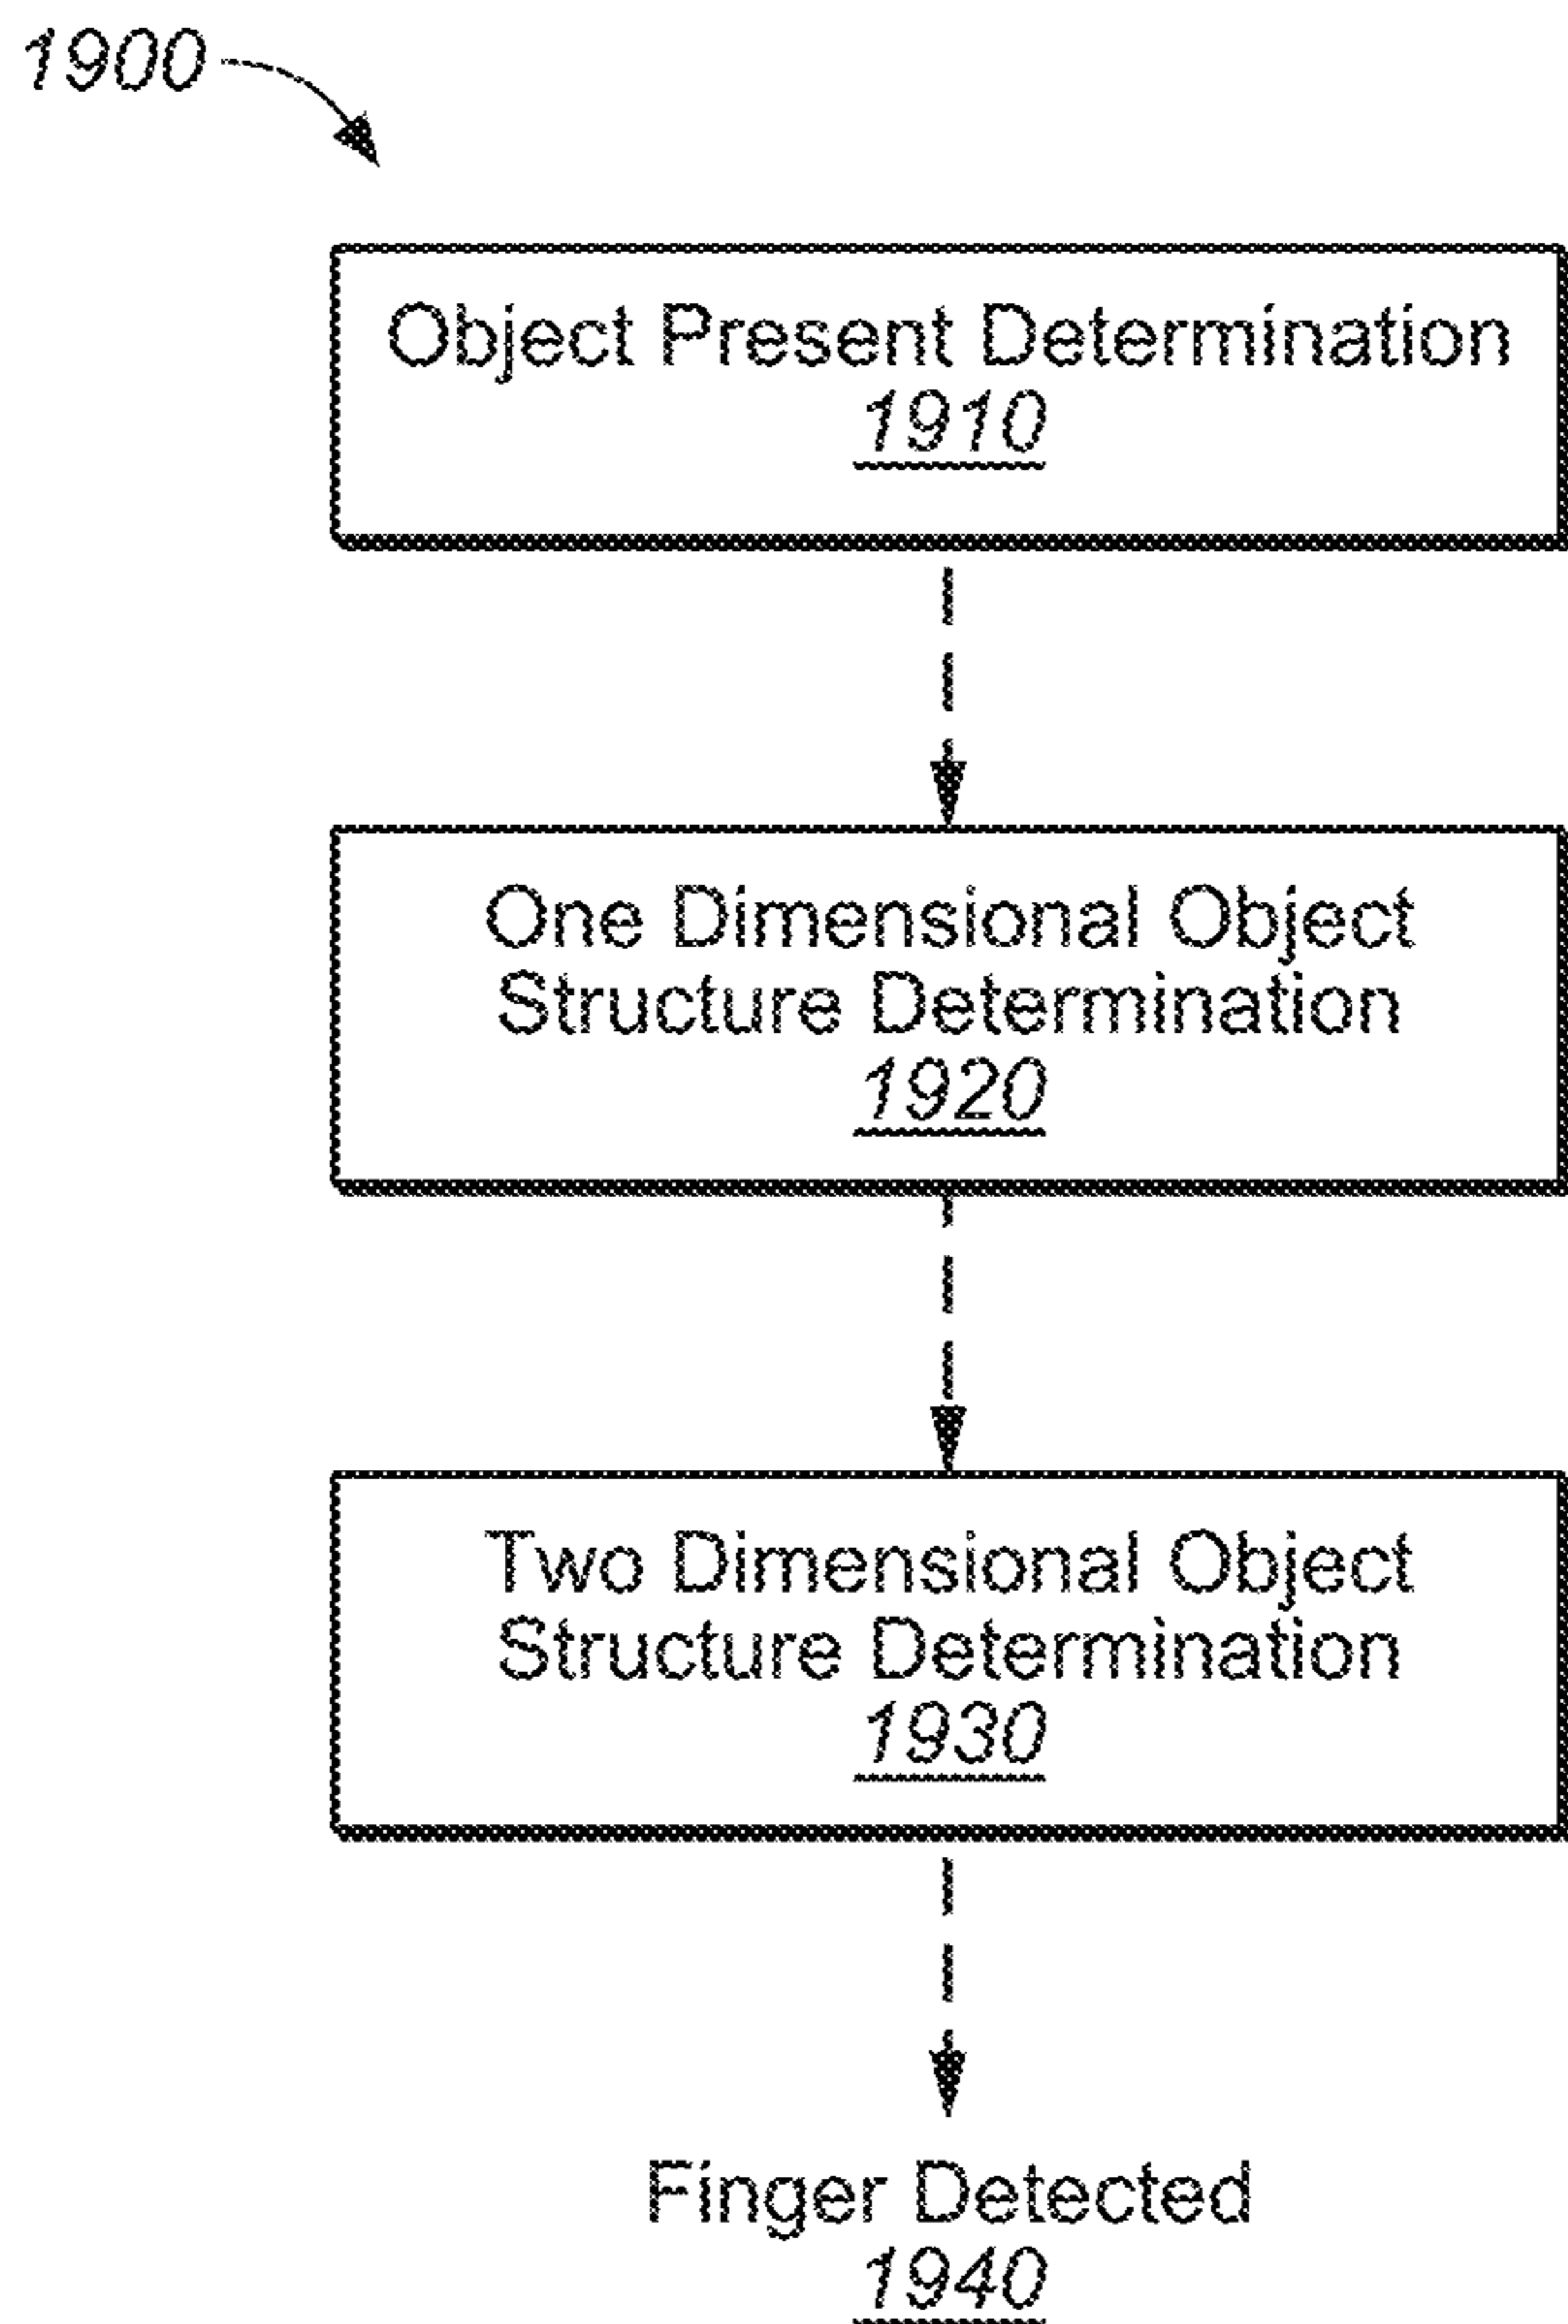 1900
Object Present Determination
1910
One Dimensional Object
Structure Determination
1920
Two Dimensional Object
Structure Determination
1930
Finger Detected
1940